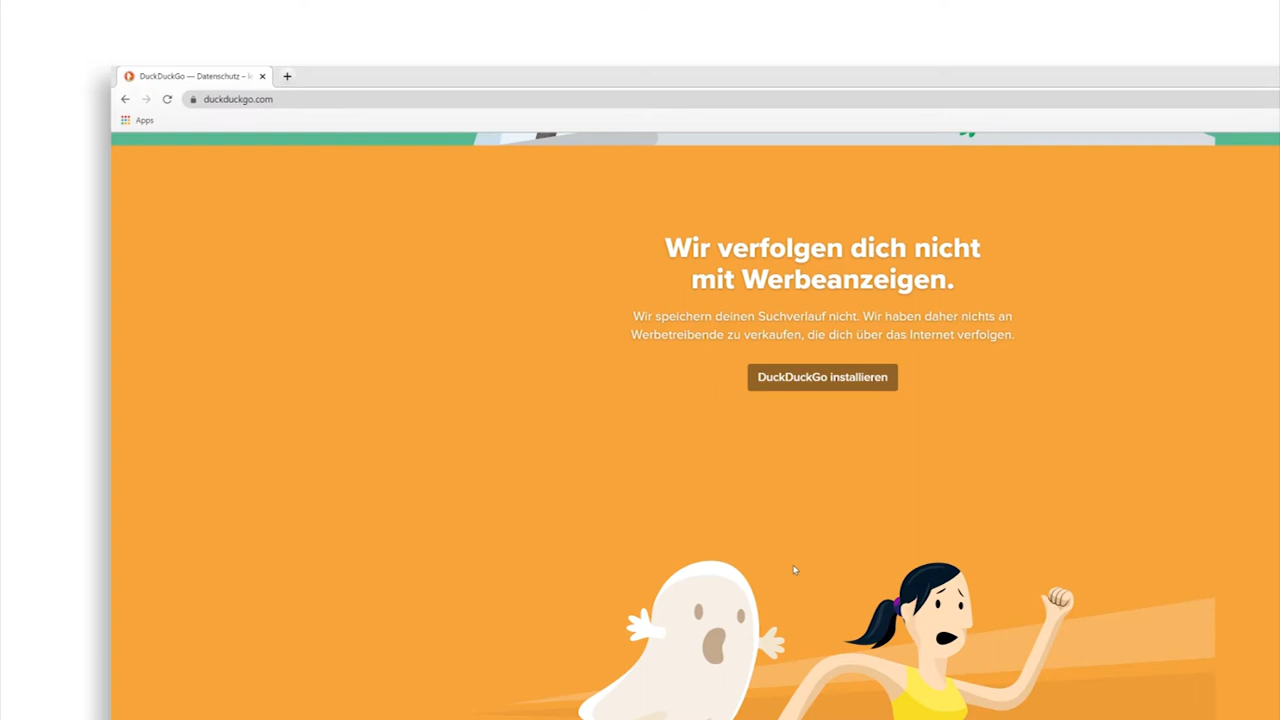 DuckDuckGo — Datenschutz –
duckduckgo.com
Apps
Wir verfolgen dich nicht
mit Werbeanzeigen.
Wir speichern deinen Suchverlauf nicht. Wir haben daher nichts an
Werbetreibende zu verkaufen, die dich über das Internet verfolgen.
DuckDuckGo installieren